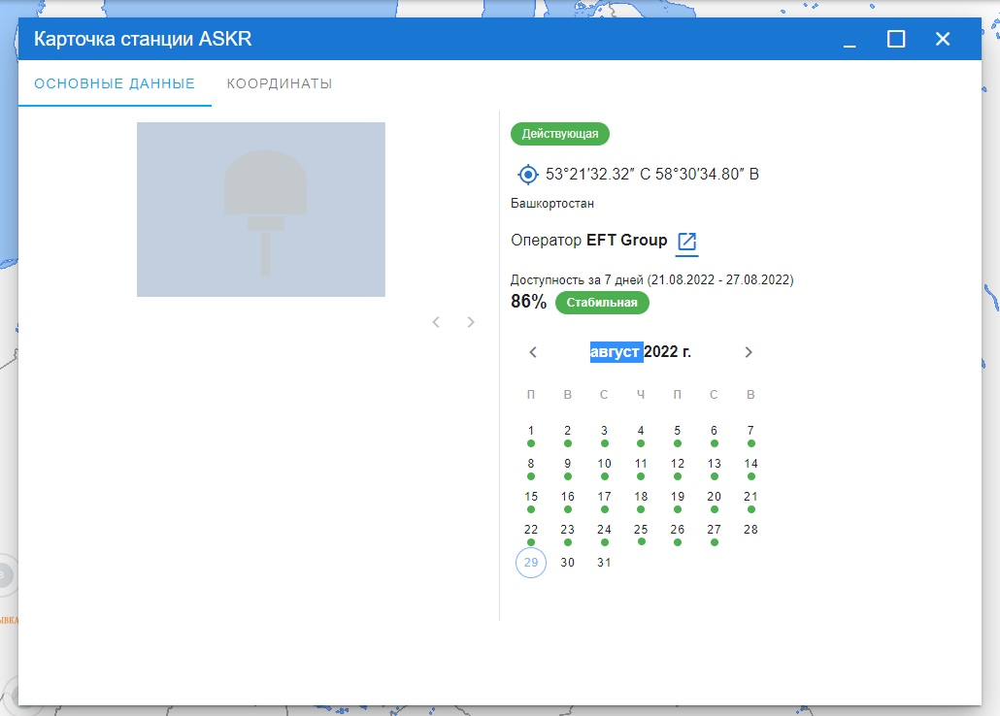 Карточка станции ASKR
ОСНОВНЫЕ ДАННЫЕ КООРДИНАТЫ
Действующая
53°21′32.32″ С 58°30′34.80″ В
Башкортостан
Оператор EFT Group
Доступность за 7 дней (21.08.2022 - 27.08.2022)
86% Стабильная
август 2022 г.
П В С Ч П С В
1 2 3 4 5 6 7
8 9 10 11 12 13 14
15 16 17 18 19 20 21
22 23 24 25 26 27 28
29 30 31